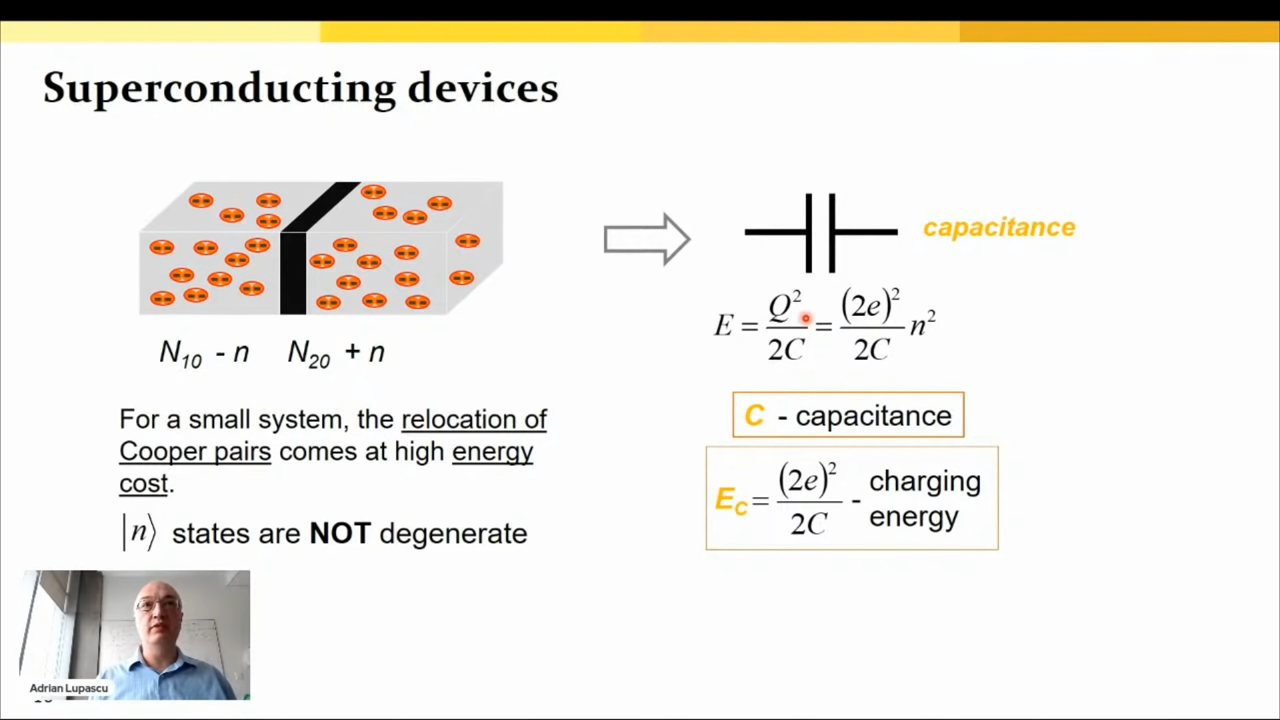 Superconducting devices
capacitance
E = Q²/2C = (2e)²/2C n²
N₁₀ - n N₂₀ + n
For a small system, the relocation of
Cooper pairs comes at high energy
cost.
|n⟩ states are NOT degenerate
C - capacitance
E_C = (2e)²/2C - charging
energy
Adrian Lupascu